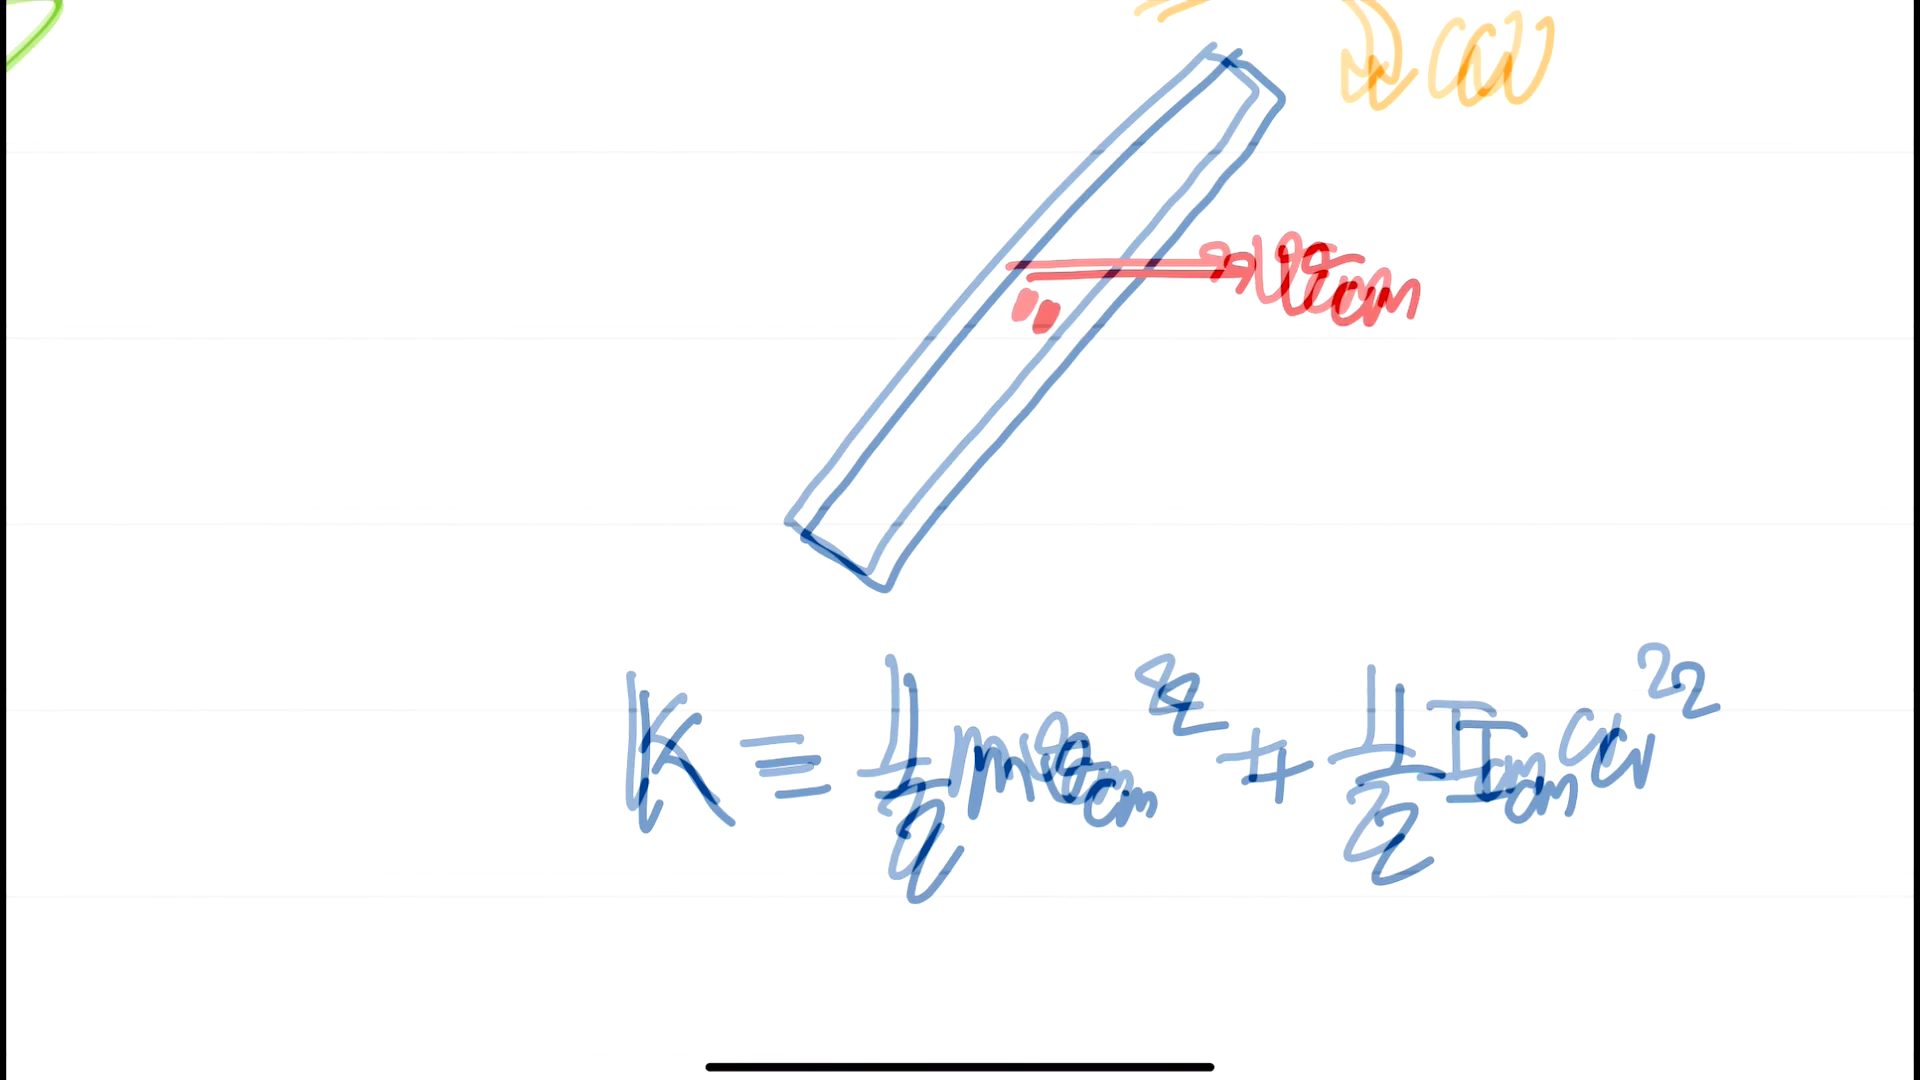 ω
v_cm
K = 1/2 m v_cm² + 1/2 I_cm ω²